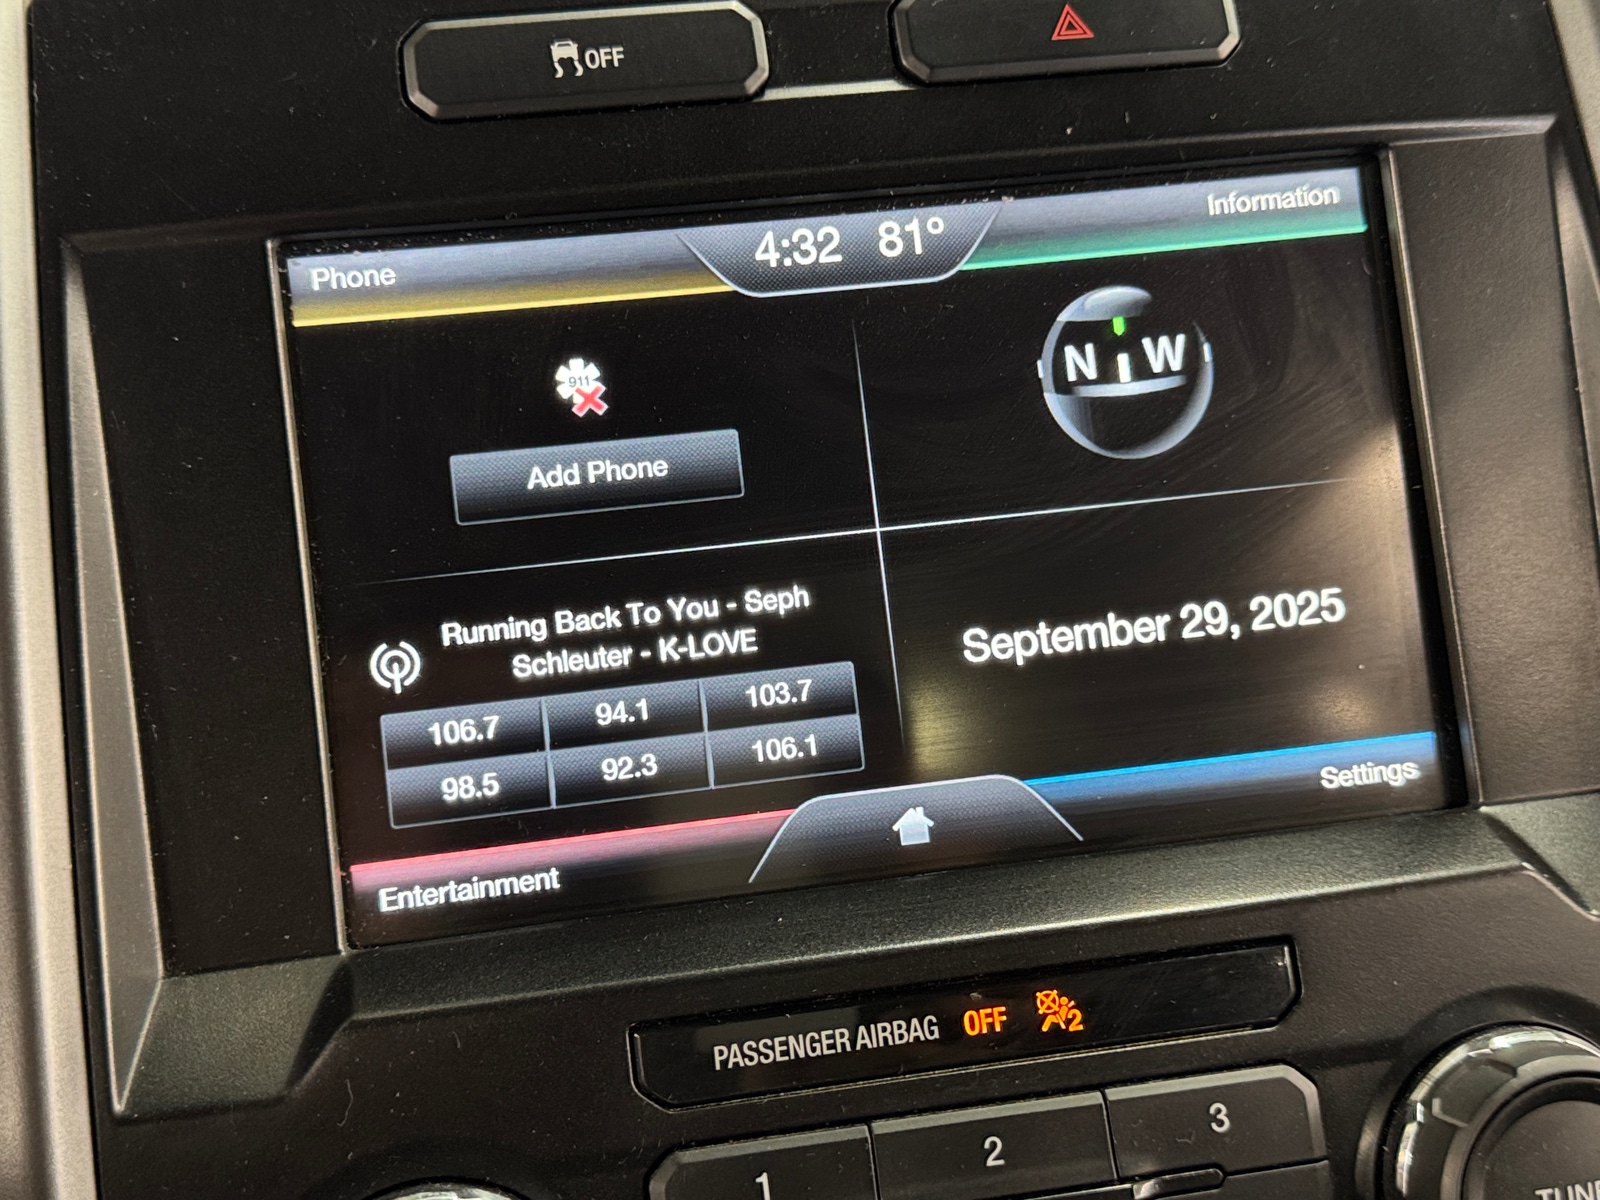 OFF
Information
4:32 81°
Phone
911
N W
Add Phone
Running Back To You - Seph
Schleuter - K-LOVE
106.7 94.1 103.7
98.5 92.3 106.1
September 29, 2025
Settings
Entertainment
PASSENGER AIRBAG OFF 2
1 2 3